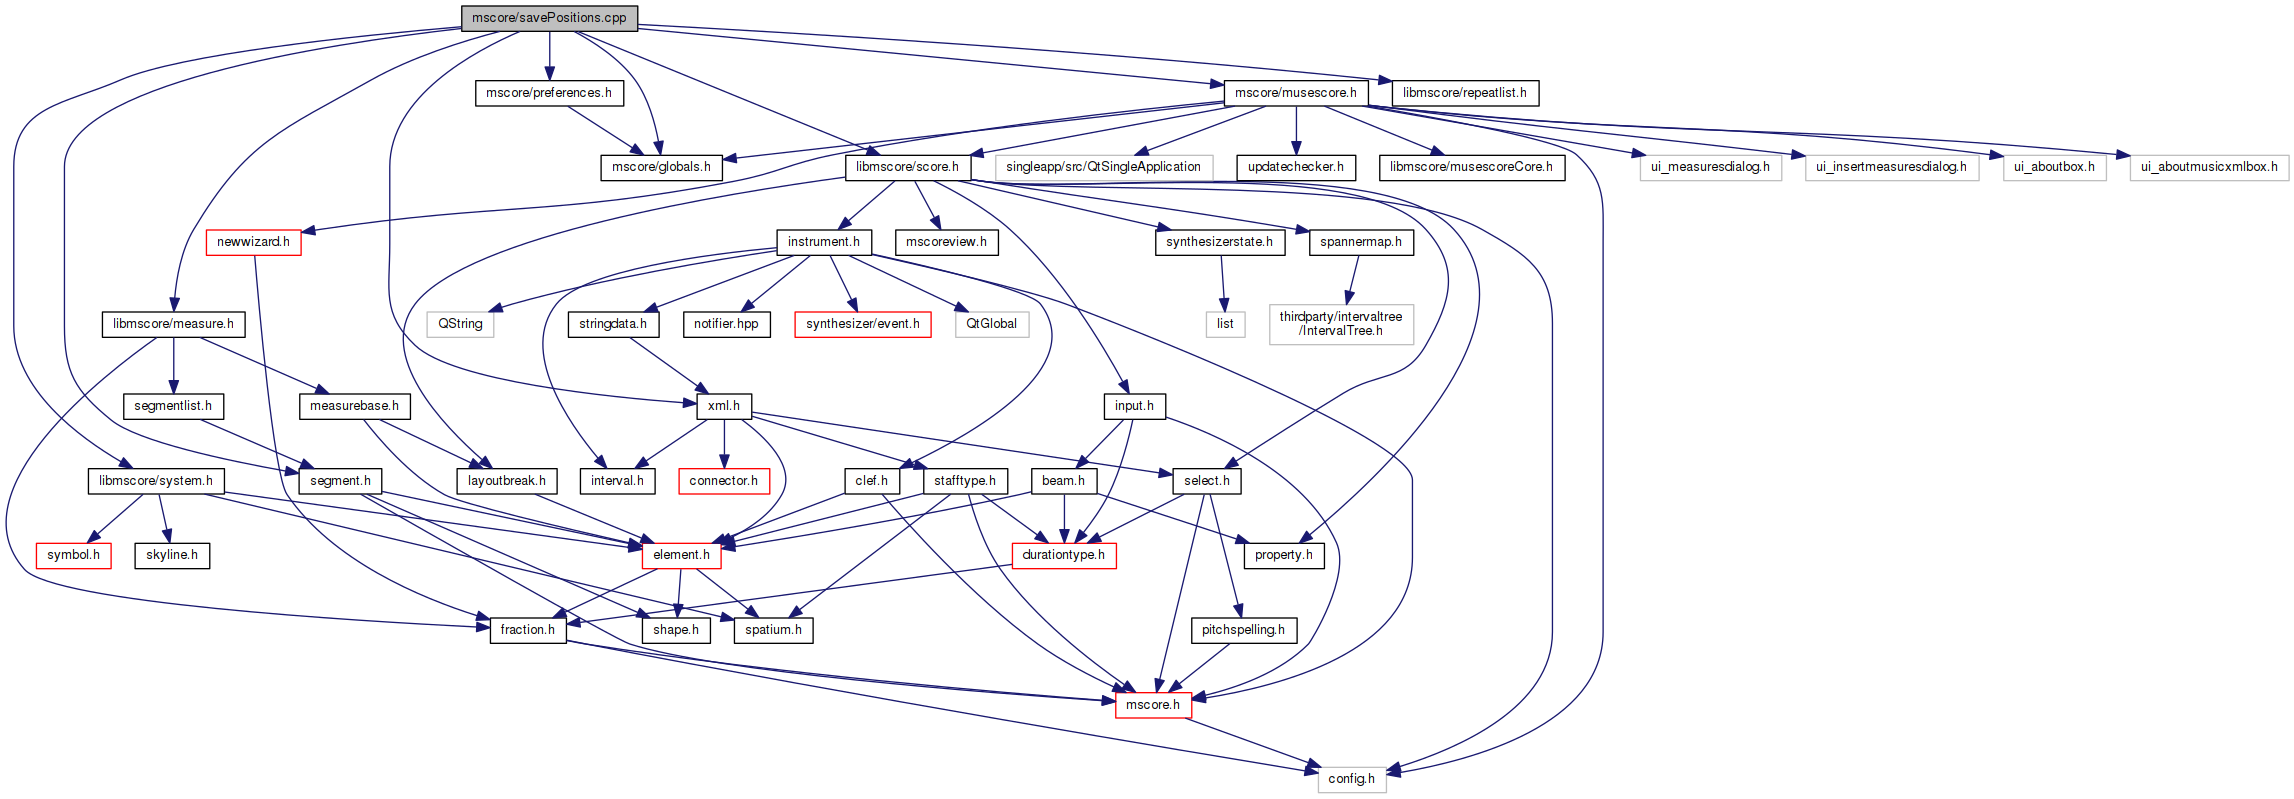 mscore/savePositions.cpp
mscore/preferences.h
mscore/musescore.h
libmscore/repeatlist.h
mscore/globals.h
libmscore/score.h
singleapp/src/QtSingleApplication
updatechecker.h
libmscore/musescoreCore.h
ui_measuresdialog.h
ui_insertmeasuresdialog.h
ui_aboutbox.h
ui_aboutmusicxmlbox.h
newwizard.h
instrument.h
mscoreview.h
synthesizerstate.h
spannermap.h
libmscore/measure.h
QString
stringdata.h
notifier.hpp
synthesizer/event.h
QtGlobal
list
thirdparty/intervaltree
/IntervalTree.h
segmentlist.h
measurebase.h
xml.h
input.h
libmscore/system.h
segment.h
layoutbreak.h
interval.h
connector.h
clef.h
stafftype.h
beam.h
select.h
symbol.h
skyline.h
element.h
durationtype.h
property.h
fraction.h
shape.h
spatium.h
pitchspelling.h
mscore.h
config.h